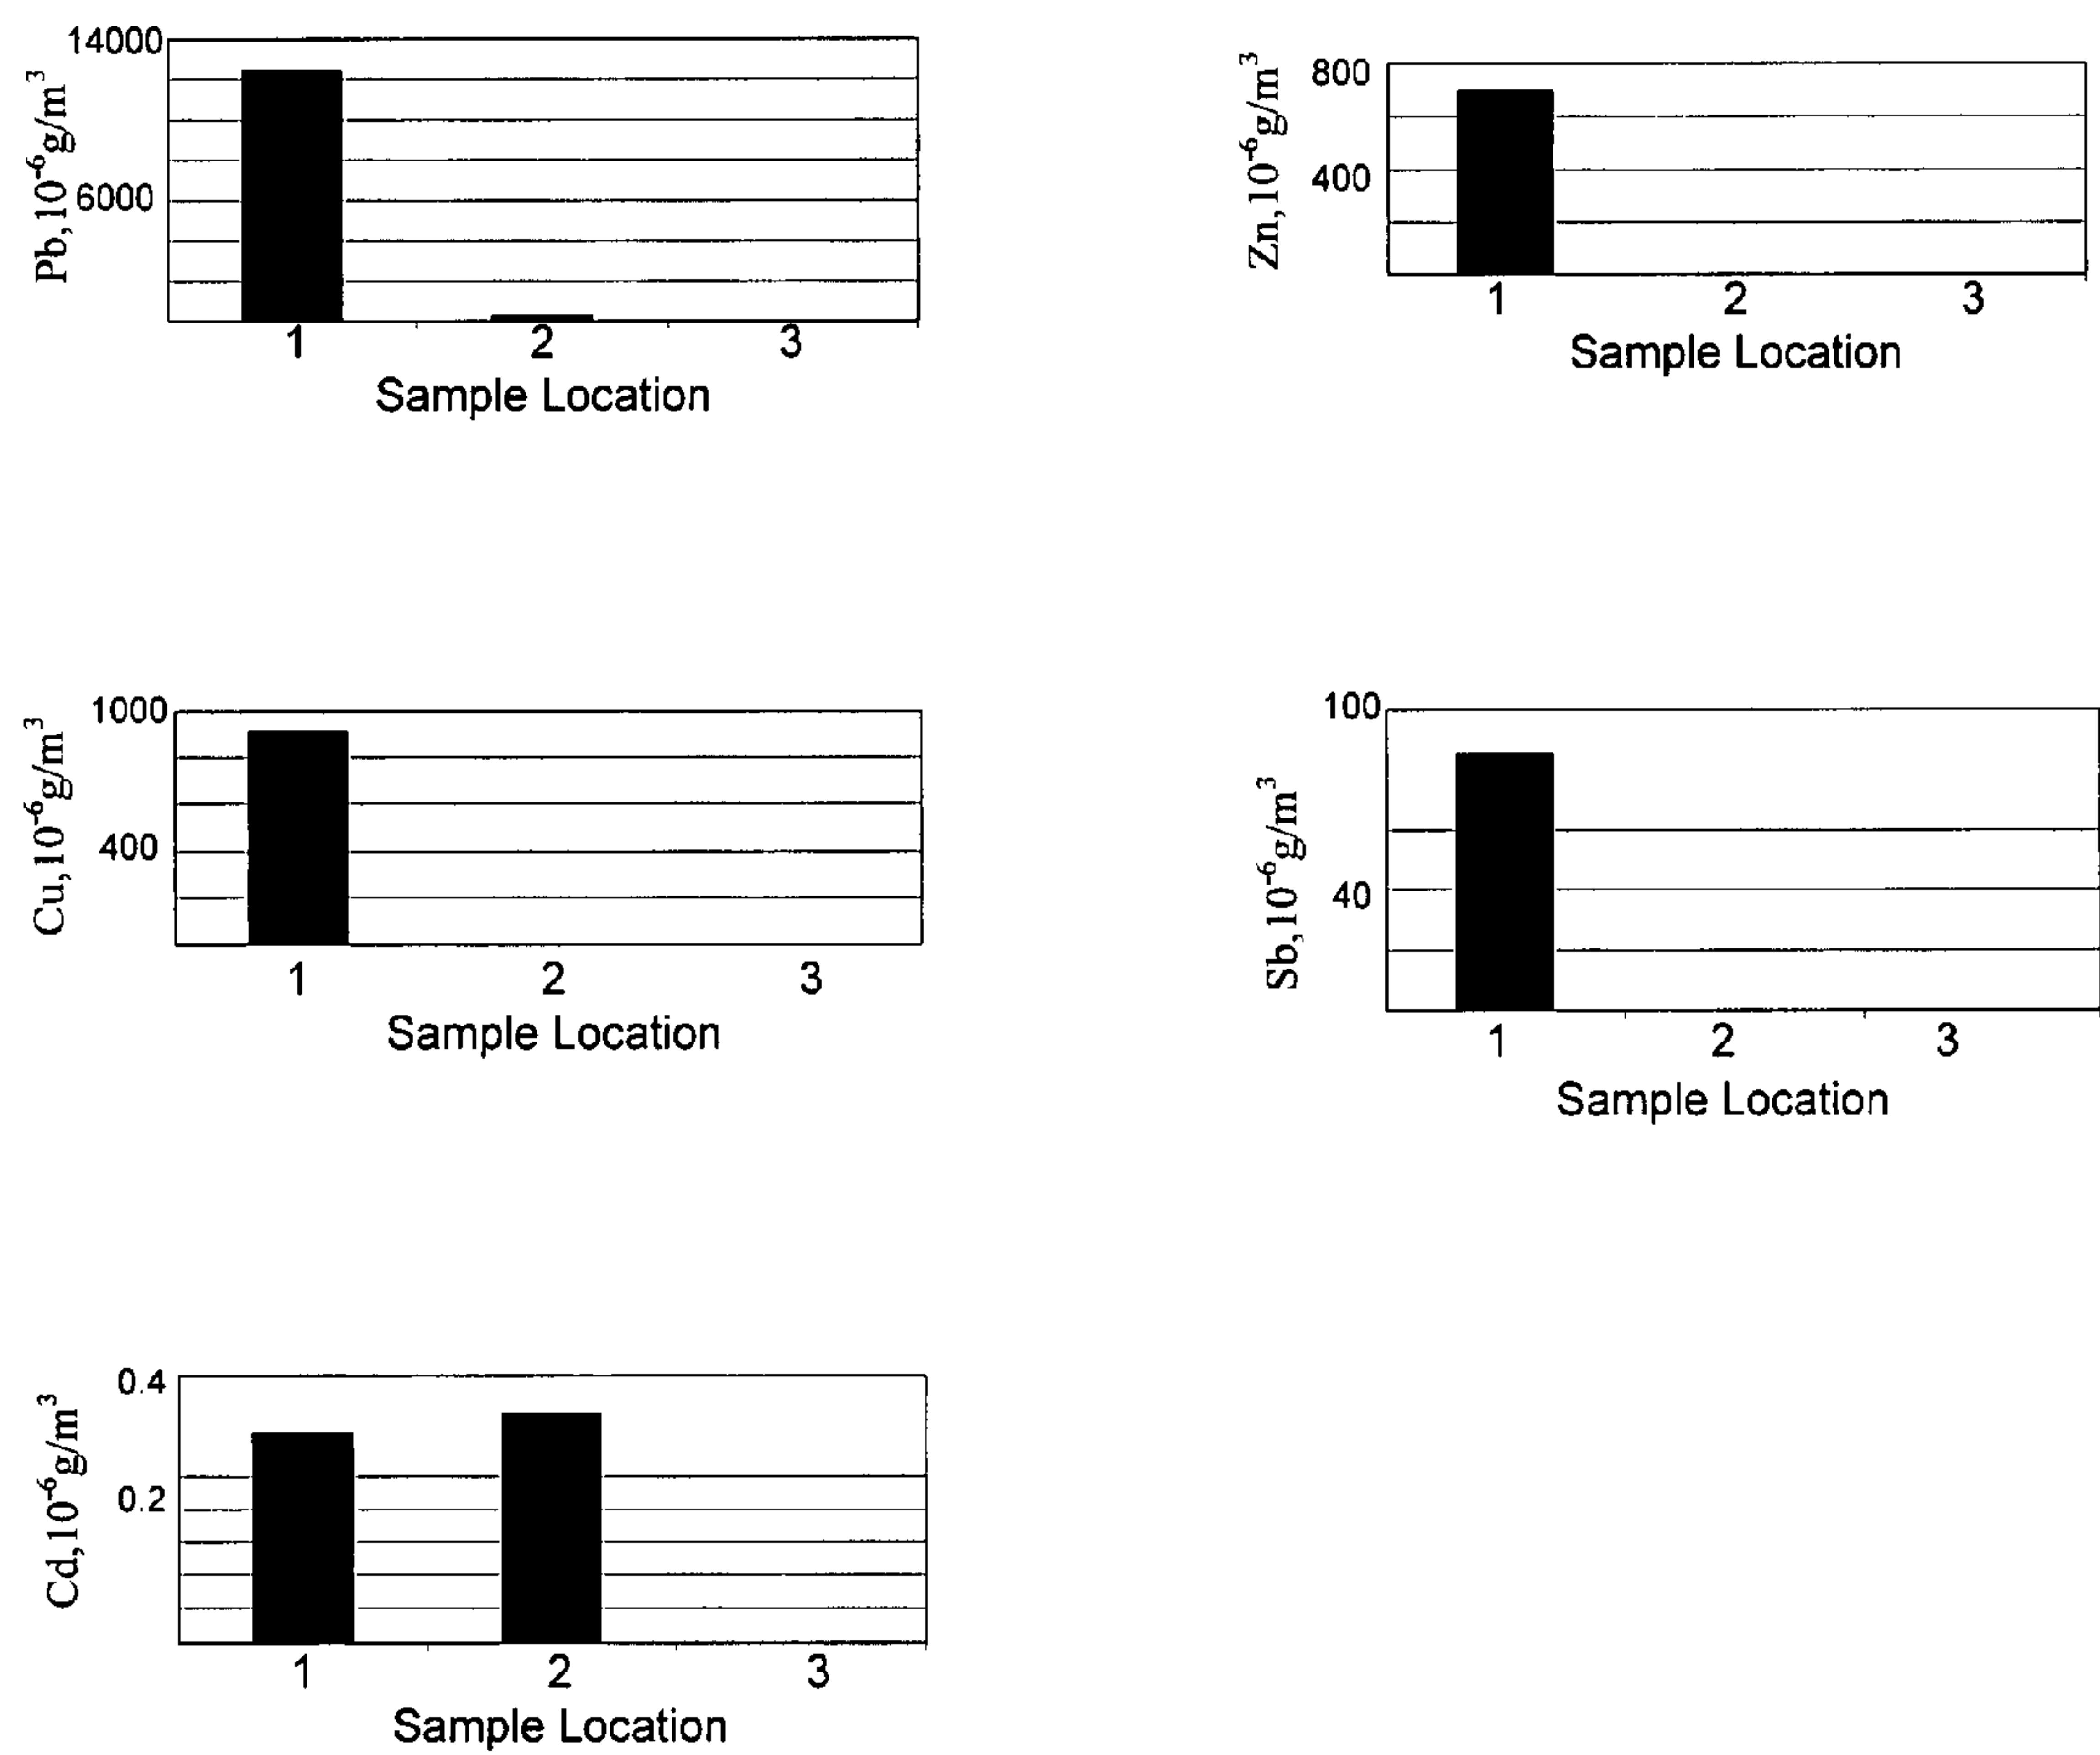 14000
6000
Pb,10⁻⁶g/m³
1 2 3
Sample Location
800
400
Zn,10⁻⁶g/m³
1 2 3
Sample Location
1000
400
Cu,10⁻⁶g/m³
1 2 3
Sample Location
100
40
Sb,10⁻⁶g/m³
1 2 3
Sample Location
0.4
0.2
Cd,10⁻⁶g/m³
1 2 3
Sample Location